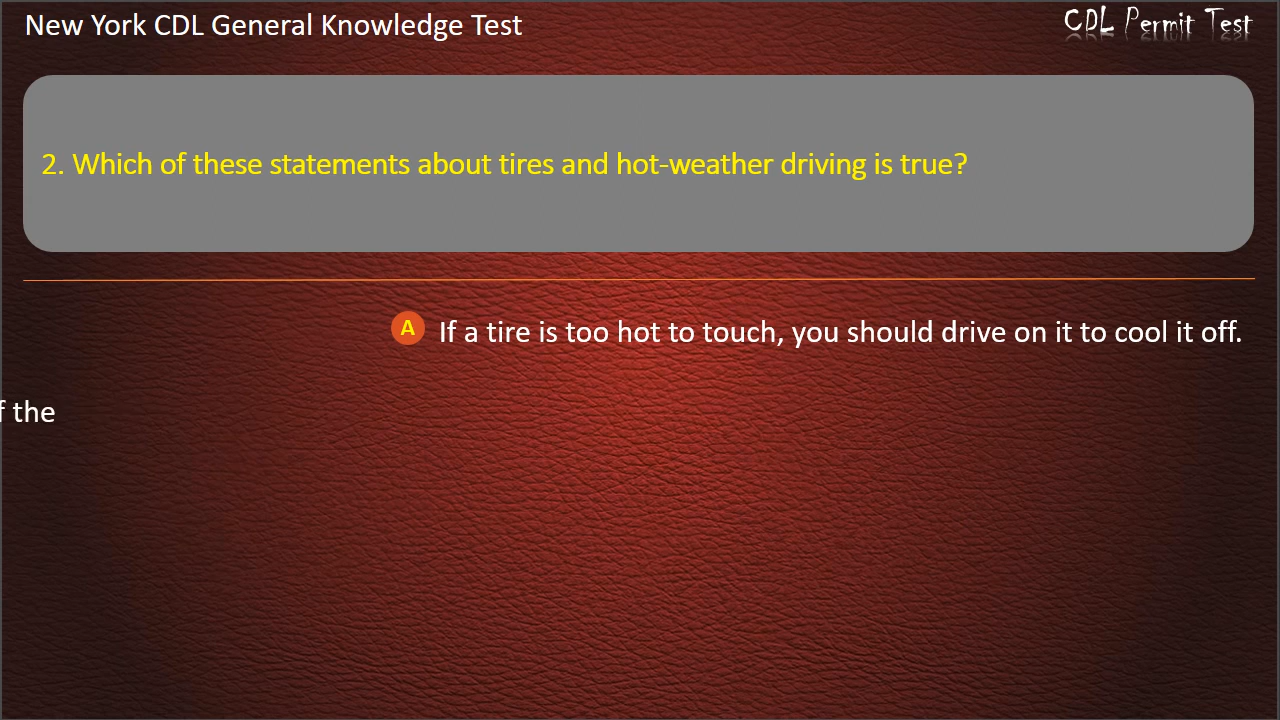 New York CDL General Knowledge Test
CDL Permit Test
2. Which of these statements about tires and hot-weather driving is true?
A If a tire is too hot to touch, you should drive on it to cool it off.
f the